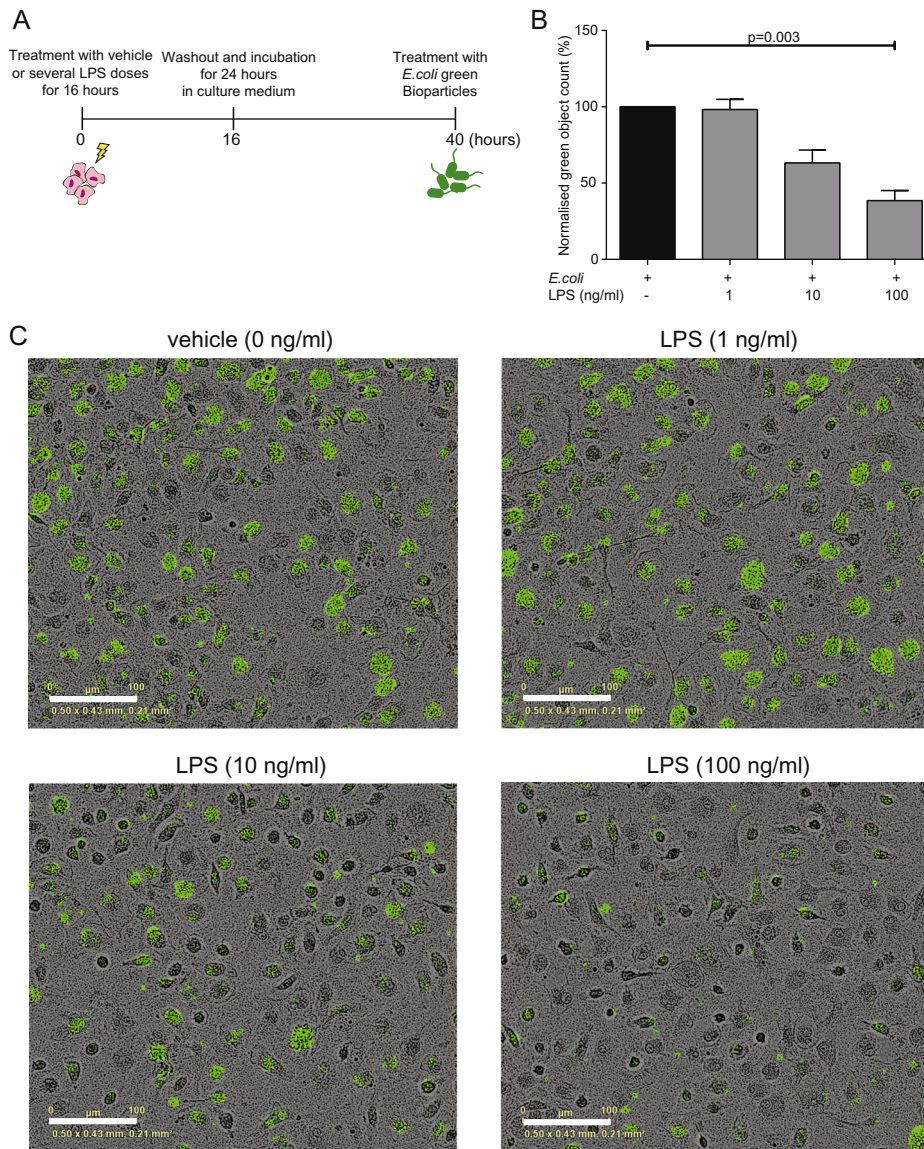 A
Treatment with vehicle
or several LPS doses
for 16 hours
Washout and incubation
for 24 hours
in culture medium
Treatment with
E.coli green
Bioparticles
0
16
40 (hours)
B
Normalised green object count (%)
150
100
50
0
p=0.003
E.coli + + + +
LPS (ng/ml) - 1 10 100
C
vehicle (0 ng/ml)
LPS (1 ng/ml)
0 µm 100
0.50 x 0.43 mm, 0.21 mm²
0 µm 100
0.50 x 0.43 mm, 0.21 mm²
LPS (10 ng/ml)
LPS (100 ng/ml)
0 µm 100
0.50 x 0.43 mm, 0.21 mm²
0 µm 100
0.50 x 0.43 mm, 0.21 mm²